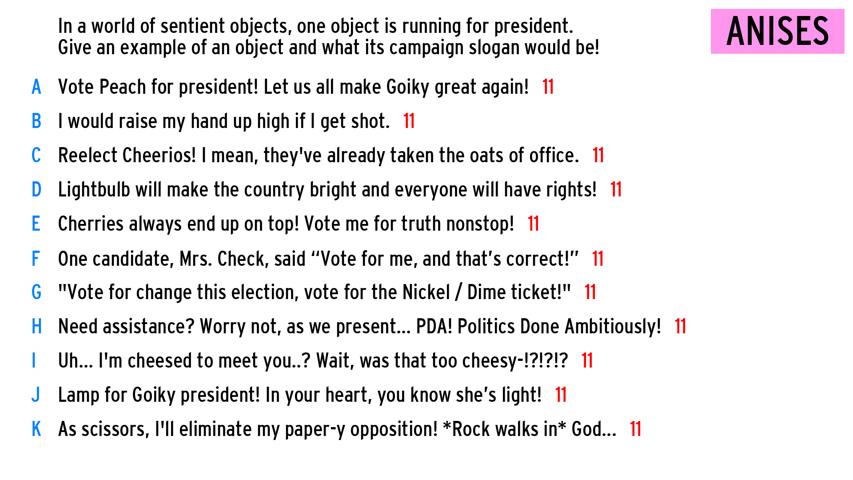 In a world of sentient objects, one object is running for president.
Give an example of an object and what its campaign slogan would be!
ANISES
A Vote Peach for president! Let us all make Goiky great again! 11
B I would raise my hand up high if I get shot. 11
C Reelect Cheerios! I mean, they've already taken the oats of office. 11
D Lightbulb will make the country bright and everyone will have rights! 11
E Cherries always end up on top! Vote me for truth nonstop! 11
F One candidate, Mrs. Check, said “Vote for me, and that’s correct!” 11
G "Vote for change this election, vote for the Nickel / Dime ticket!" 11
H Need assistance? Worry not, as we present... PDA! Politics Done Ambitiously! 11
I Uh... I'm cheesed to meet you..? Wait, was that too cheesy-!?!?!? 11
J Lamp for Goiky president! In your heart, you know she’s light! 11
K As scissors, I'll eliminate my paper-y opposition! *Rock walks in* God... 11